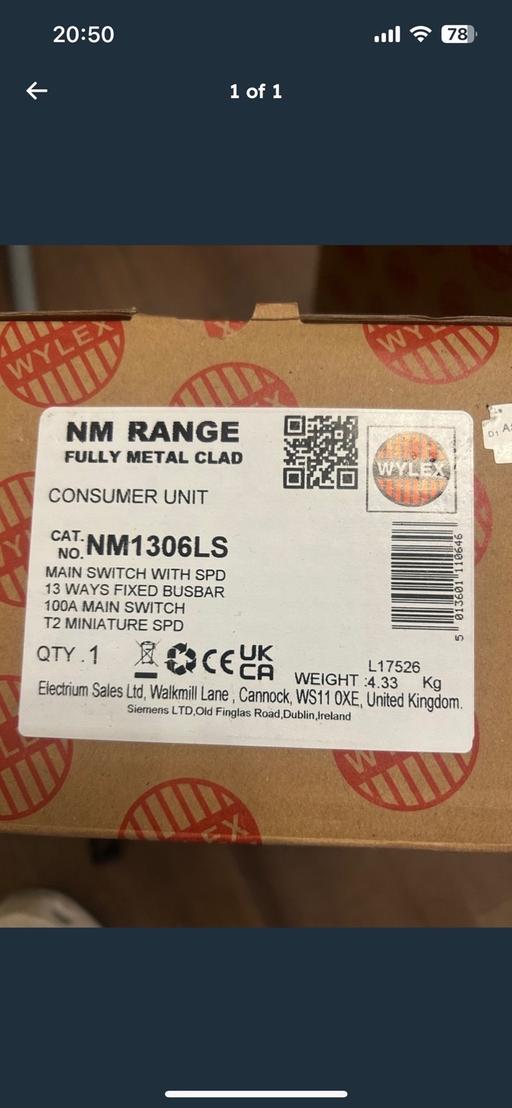 20:50
78
1 of 1
WYLEX
WYLEX
NM RANGE
FULLY METAL CLAD
WYLEX
CONSUMER UNIT
CAT. NO. NM1306LS
MAIN SWITCH WITH SPD
13 WAYS FIXED BUSBAR
100A MAIN SWITCH
T2 MINIATURE SPD
5 013601 110646
QTY .1
CE UK CA
L17526
WEIGHT :4.33 Kg
Electrium Sales Ltd, Walkmill Lane , Cannock, WS11 0XE, United Kingdom.
Siemens LTD,Old Finglas Road,Dublin,Ireland